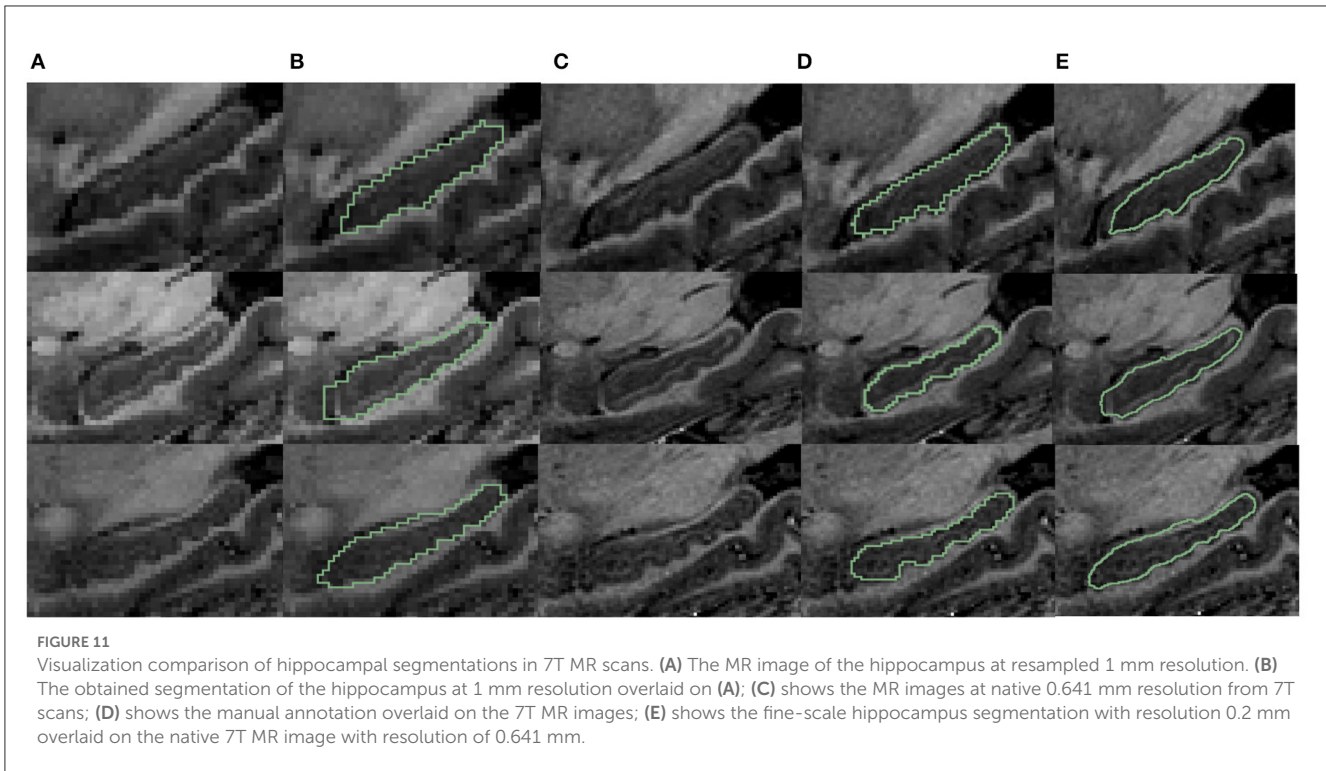 A B C D E
FIGURE 11
Visualization comparison of hippocampal segmentations in 7T MR scans. (A) The MR image of the hippocampus at resampled 1 mm resolution. (B)
The obtained segmentation of the hippocampus at 1 mm resolution overlaid on (A); (C) shows the MR images at native 0.641 mm resolution from 7T
scans; (D) shows the manual annotation overlaid on the 7T MR images; (E) shows the fine-scale hippocampus segmentation with resolution 0.2 mm
overlaid on the native 7T MR image with resolution of 0.641 mm.